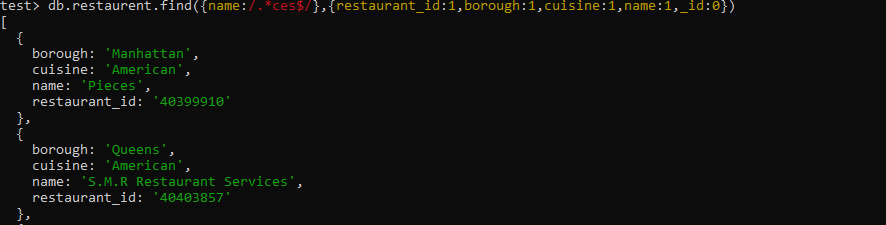 test> db.restaurent.find({name:/.*ces$/},{restaurant_id:1,borough:1,cuisine:1,name:1,_id:0})
[
  {
    borough: 'Manhattan',
    cuisine: 'American',
    name: 'Pieces',
    restaurant_id: '40399910'
  },
  {
    borough: 'Queens',
    cuisine: 'American',
    name: 'S.M.R Restaurant Services',
    restaurant_id: '40403857'
  },